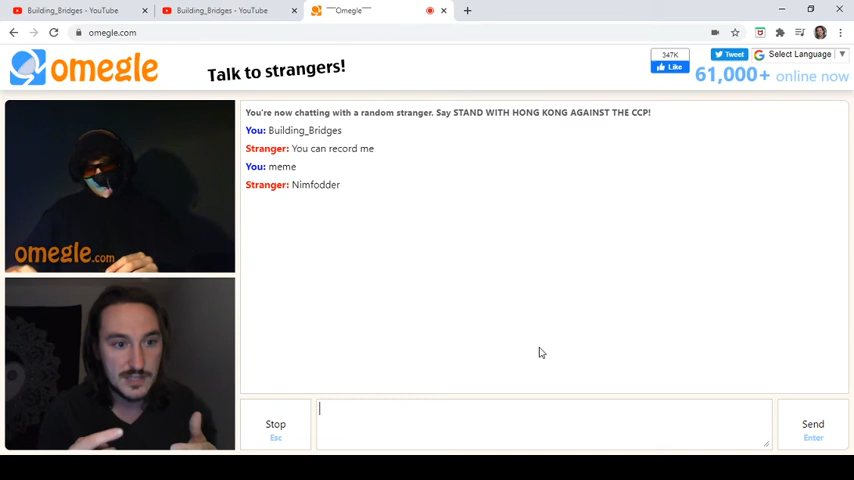 Building_Bridges - YouTube
Building_Bridges - YouTube
Omegle
omegle.com
omegle
Talk to strangers!
347K
Like
Tweet
Select Language
61,000+ online now
You're now chatting with a random stranger. Say STAND WITH HONG KONG AGAINST THE CCP!
You: Building_Bridges
Stranger: You can record me
You: meme
Stranger: Nimfodder
omegle.com
Stop
Esc
Send
Enter